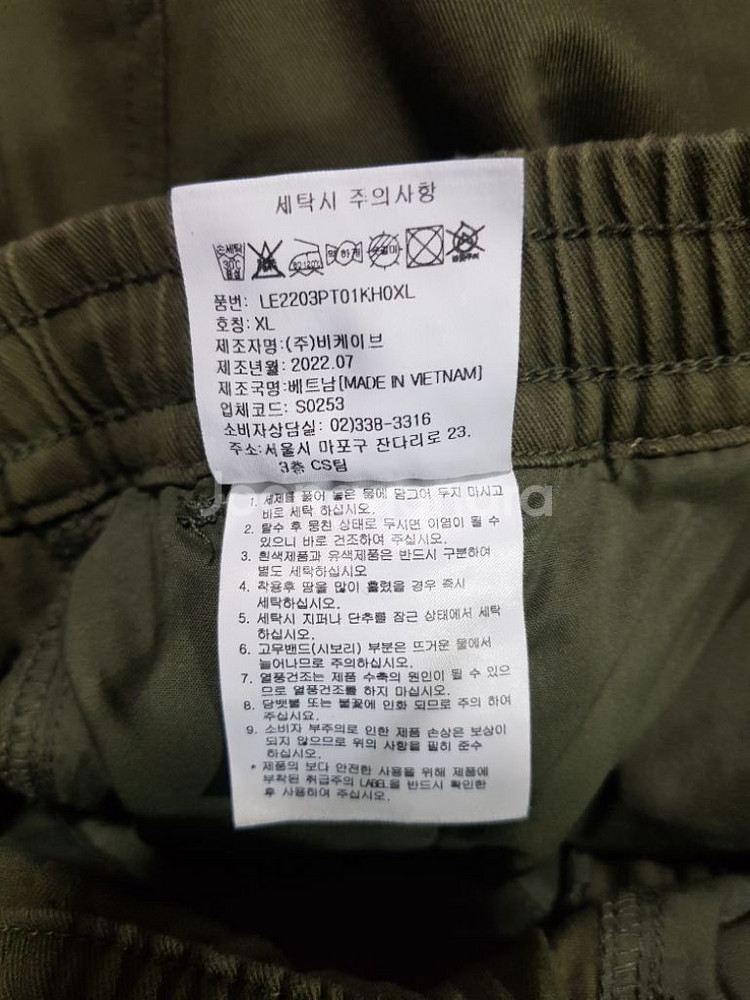 세탁시 주의사항
손세탁
30℃
중성
약하게
품번: LE2203PT01KH0XL
호칭: XL
제조자명: (주)비케이브
제조년월: 2022.07
제조국명:베트남[MADE IN VIETNAM]
업체코드: S0253
소비자상담실: 02)338-3316
주소:서울시 마포구 잔다리로 23.
3층 CS팀
1. 세제를 풀어 놓은 물에 담그여 두지 마시고
바로 세탁 하십시오.
2. 탈수 후 뭉친 상태로 두시면 이염이 될 수
있으니 바로 건조하여 주십시오.
3. 흰색제품과 유색제품은 반드시 구분하여
별도 세탁하십시오
4. 착용후 땀을 많이 흘렸을 경우 즉시
세탁하십시오.
5. 세탁시 지퍼나 단추를 잠근 상태에서 세탁
하십시오.
6. 고무밴드(시보리) 부분은 뜨거운 물에서
늘어나므로 주의하십시오.
7. 열풍건조는 제품 수축의 원인이 될 수 있으
므로 열풍건조를 하지 마십시오.
8. 담뱃불 또는 불꽃에 인화 되므로 주의 하여
주십시요.
9. 소비자 부주의로 인한 제품 손상은 보상이
되지 않으므로 위의 사항을 필히 준수
하십시오.
* 제품의 보다 안전한 사용을 위해 제품에
부착된 취급주의 LABEL을 반드시 확인한
후 사용하여 주십시오.